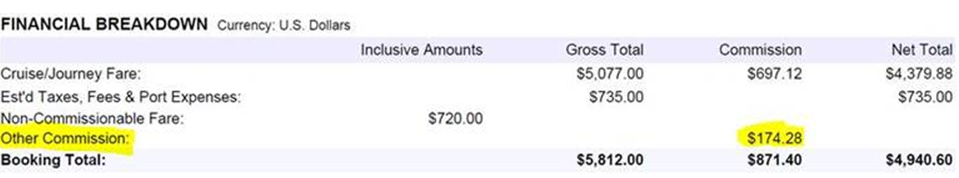 FINANCIAL BREAKDOWN Currency: U.S. Dollars
Inclusive Amounts Gross Total Commission Net Total
Cruise/Journey Fare: $5,077.00 $697.12 $4,379.88
Est'd Taxes, Fees & Port Expenses: $735.00 $735.00
Non-Commissionable Fare: $720.00
Other Commission: $174.28
Booking Total: $5,812.00 $871.40 $4,940.60